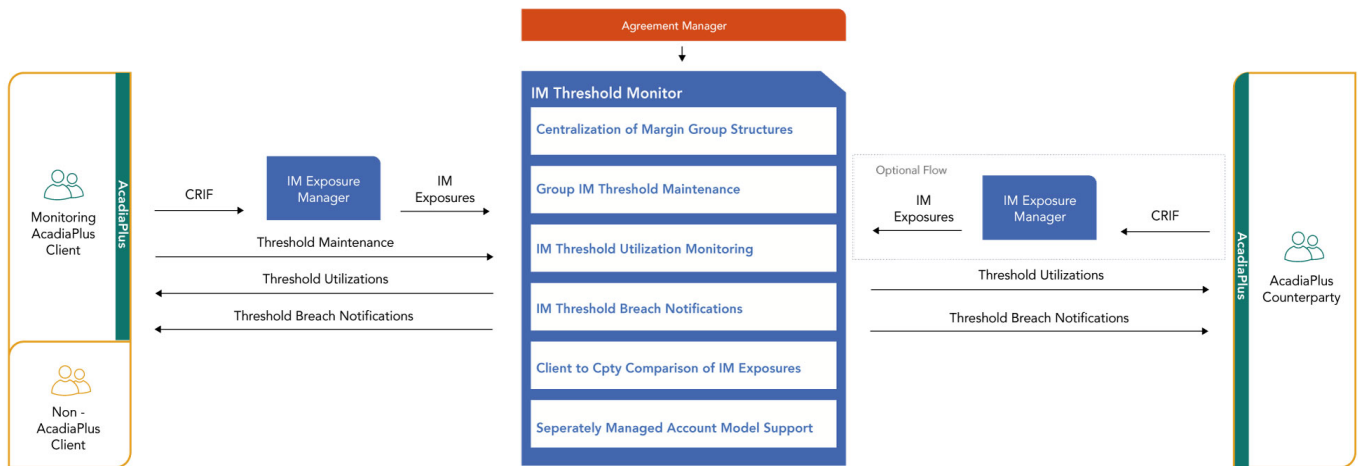 Agreement Manager
IM Threshold Monitor
Centralization of Margin Group Structures
Group IM Threshold Maintenance
IM Threshold Utilization Monitoring
IM Threshold Breach Notifications
Client to Cpty Comparison of IM Exposures
Seperately Managed Account Model Support
Monitoring
AcadiaPlus
Client
AcadiaPlus
Non -
AcadiaPlus
Client
CRIF
IM Exposure
Manager
IM
Exposures
Threshold Maintenance
Threshold Utilizations
Threshold Breach Notifications
Optional Flow
IM
Exposures
IM Exposure
Manager
CRIF
Threshold Utilizations
Threshold Breach Notifications
AcadiaPlus
AcadiaPlus
Counterparty